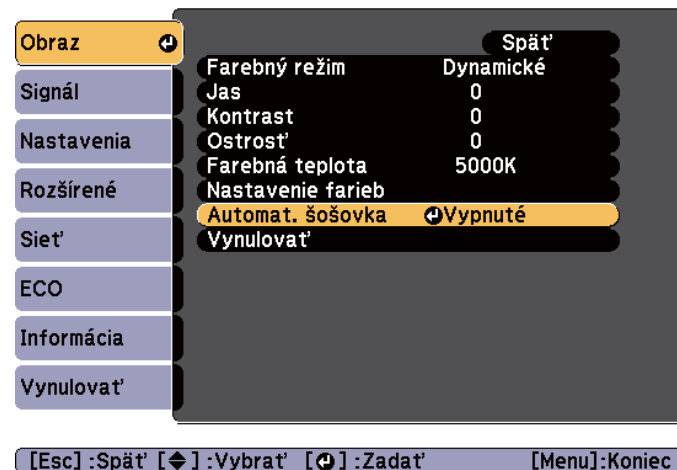 Obraz
Signál
Nastavenia
Rozšírené
Sieť
ECO
Informácia
Vynulovať
Späť
Farebný režim Dynamické
Jas 0
Kontrast 0
Ostrosť 0
Farebná teplota 5000K
Nastavenie farieb
Automat. šošovka Vypnuté
Vynulovať
[Esc] :Späť [ ] :Vybrať [ ] :Zadať [Menu]:Koniec